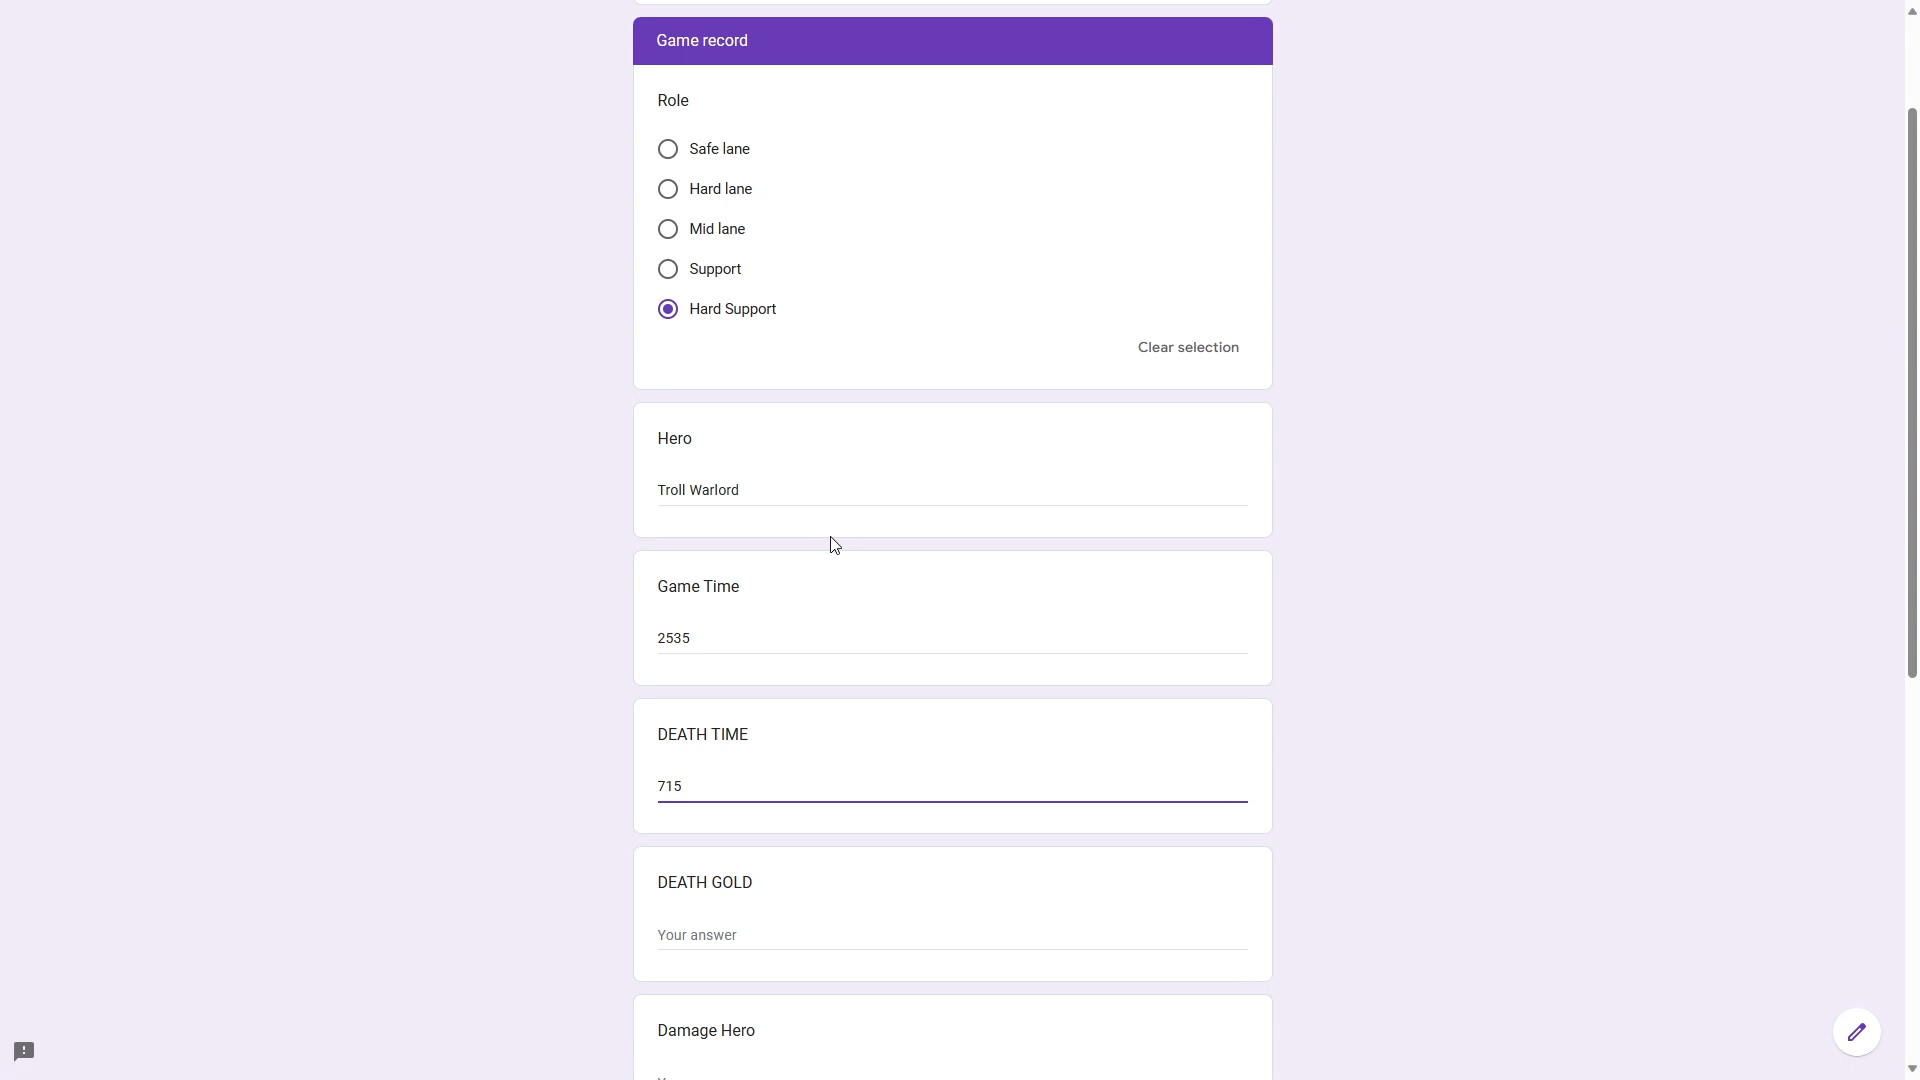 Game record
Role
Safe lane
Hard lane
Mid lane
Support
Hard Support
Clear selection
Hero
Troll Warlord
Game Time
2535
DEATH TIME
715
DEATH GOLD
Your answer
Damage Hero